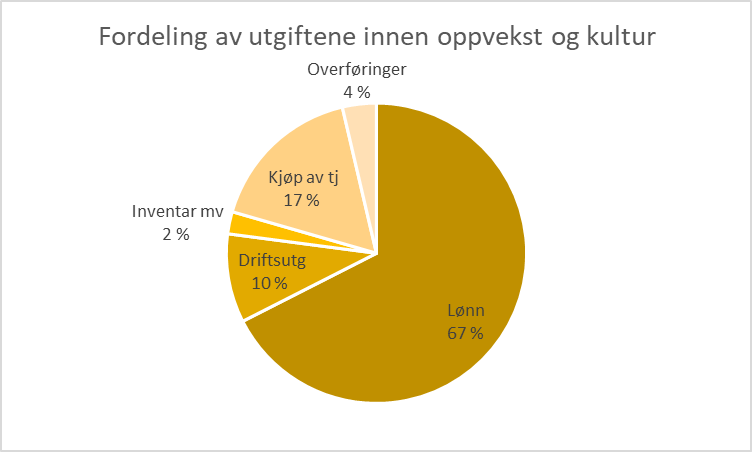 Fordeling av utgiftene innen oppvekst og kultur
Overføringer
4 %
Kjøp av tj
17 %
Inventar mv
2 %
Driftsutg
10 %
Lønn
67 %